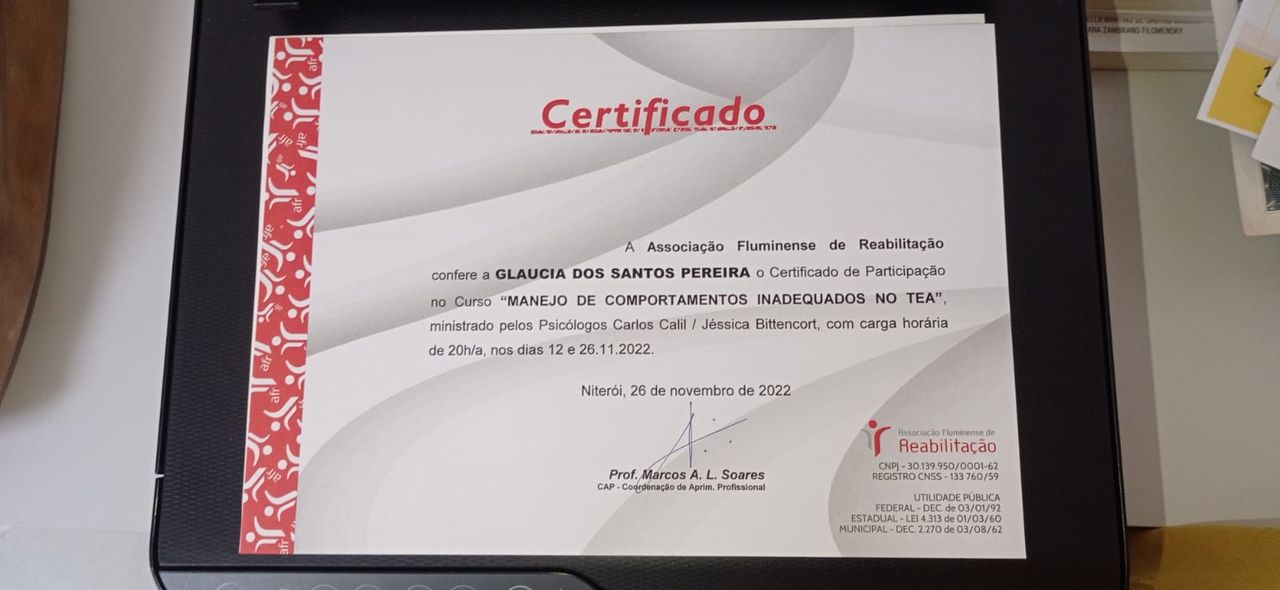 ANA ZAMBIRANO FILOMENSKY
afr
Certificado
A Associação Fluminense de Reabilitação
confere a GLAUCIA DOS SANTOS PEREIRA o Certificado de Participação
no Curso “MANEJO DE COMPORTAMENTOS INADEQUADOS NO TEA”,
ministrado pelos Psicólogos Carlos Calil / Jéssica Bittencort, com carga horária
de 20h/a, nos dias 12 e 26.11.2022.
Niterói, 26 de novembro de 2022
Prof. Marcos A. L. Soares
CAP - Coordenação de Aprim. Profissional
Associação Fluminense de
Reabilitação
CNPJ - 30.139.950/0001-62
REGISTRO CNSS - 133 760/59
UTILIDADE PÚBLICA
FEDERAL - DEC. de 03/01/92
ESTADUAL - LEI 4.313 de 01/03/60
MUNICIPAL - DEC. 2.270 de 03/08/62